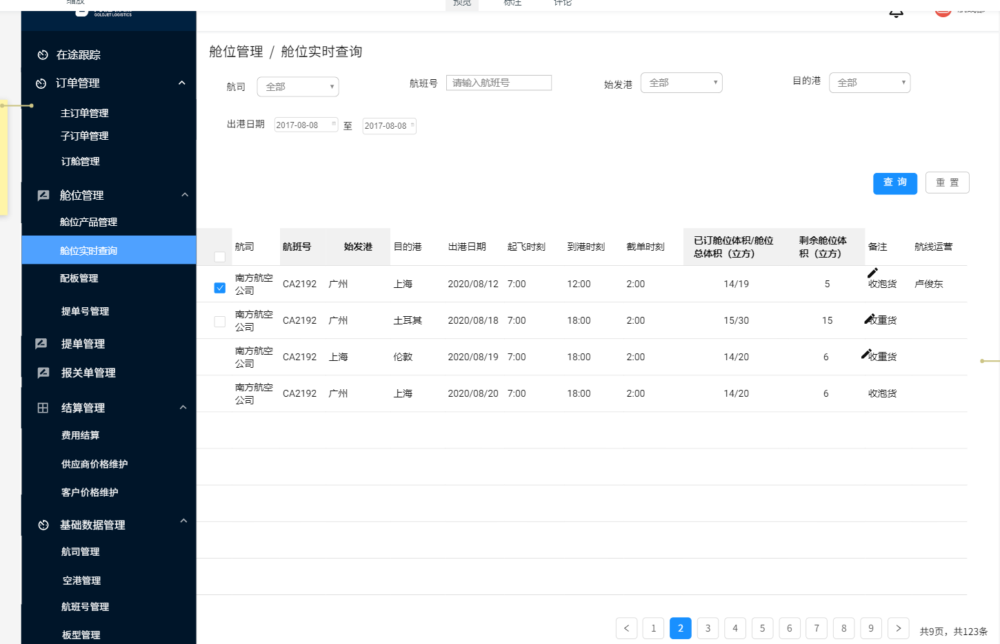 缩放
预览 标注 评论
GOLDJET LOGISTICS
在途跟踪
订单管理
主订单管理
子订单管理
订舱管理
舱位管理
舱位产品管理
舱位实时查询
配板管理
提单号管理
提单管理
报关单管理
结算管理
费用结算
供应商价格维护
客户价格维护
基础数据管理
航司管理
空港管理
航班号管理
板型管理
舱位管理 / 舱位实时查询
航司 全部 航班号 请输入航班号 始发港 全部 目的港 全部
出港日期 2017-08-08 至 2017-08-08
查 询 重 置
航司 航班号 始发港 目的港 出港日期 起飞时刻 到港时刻 截单时刻 已订舱位体积/舱位
总体积（立方） 剩余舱位体
积（立方） 备注 航线运营
南方航空
公司 CA2192 广州 上海 2020/08/12 7:00 12:00 2:00 14/19 5 收泡货 卢俊东
南方航空
公司 CA2192 广州 土耳其 2020/08/18 7:00 18:00 2:00 15/30 15 收重货
南方航空
公司 CA2192 上海 伦敦 2020/08/19 7:00 18:00 2:00 14/20 6 收重货
南方航空
公司 CA2192 广州 上海 2020/08/20 7:00 18:00 2:00 14/20 6 收泡货
< 1 2 3 4 5 6 7 8 9 > 共9页，共123条